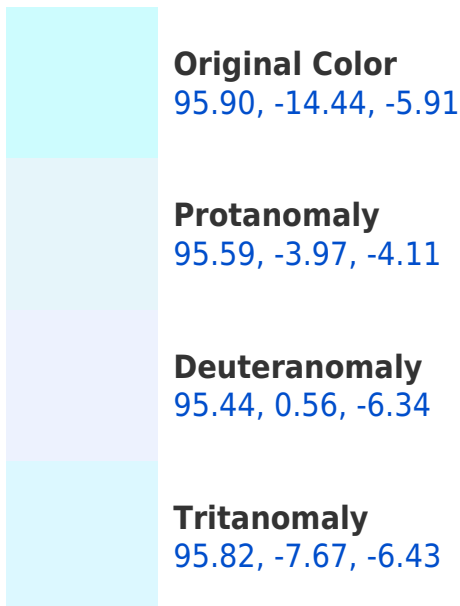 Original Color
95.90, -14.44, -5.91
Protanomaly
95.59, -3.97, -4.11
Deuteranomaly
95.44, 0.56, -6.34
Tritanomaly
95.82, -7.67, -6.43